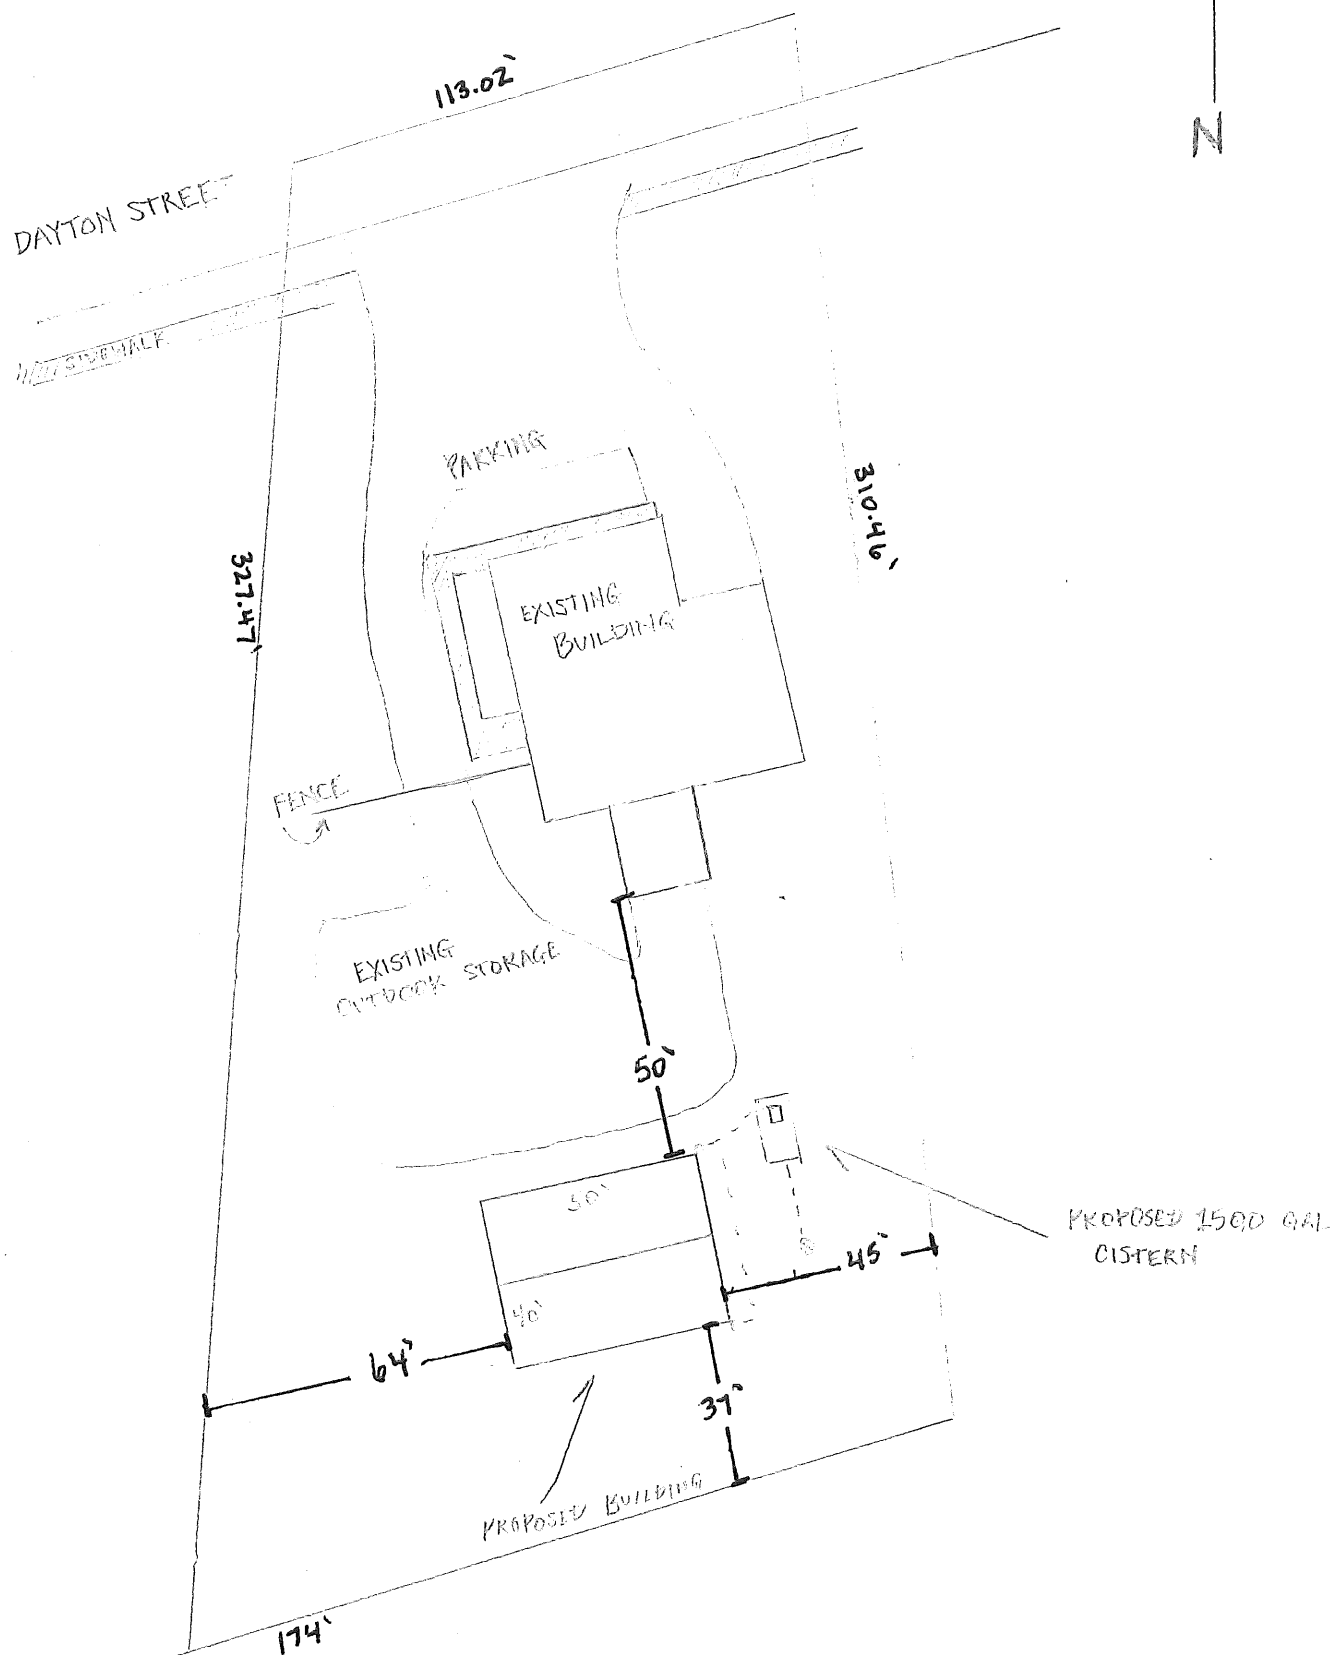 113.02'
N
DAYTON STREET
SIDEWALK
PARKING
310.46'
327.47'
EXISTING
BUILDING
FENCE
EXISTING
OUTDOOR STORAGE
50'
50'
PROPOSED 1500 GAL
CISTERN
45'
40'
64'
37'
PROPOSED BUILDING
174'